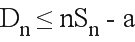 Dn ≤ nSn - a